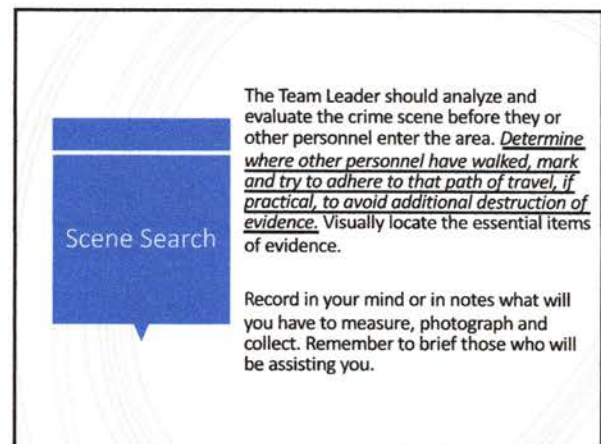 Scene Search
The Team Leader should analyze and
evaluate the crime scene before they or
other personnel enter the area. Determine
where other personnel have walked, mark
and try to adhere to that path of travel, if
practical, to avoid additional destruction of
evidence. Visually locate the essential items
of evidence.
Record in your mind or in notes what will
you have to measure, photograph and
collect. Remember to brief those who will
be assisting you.